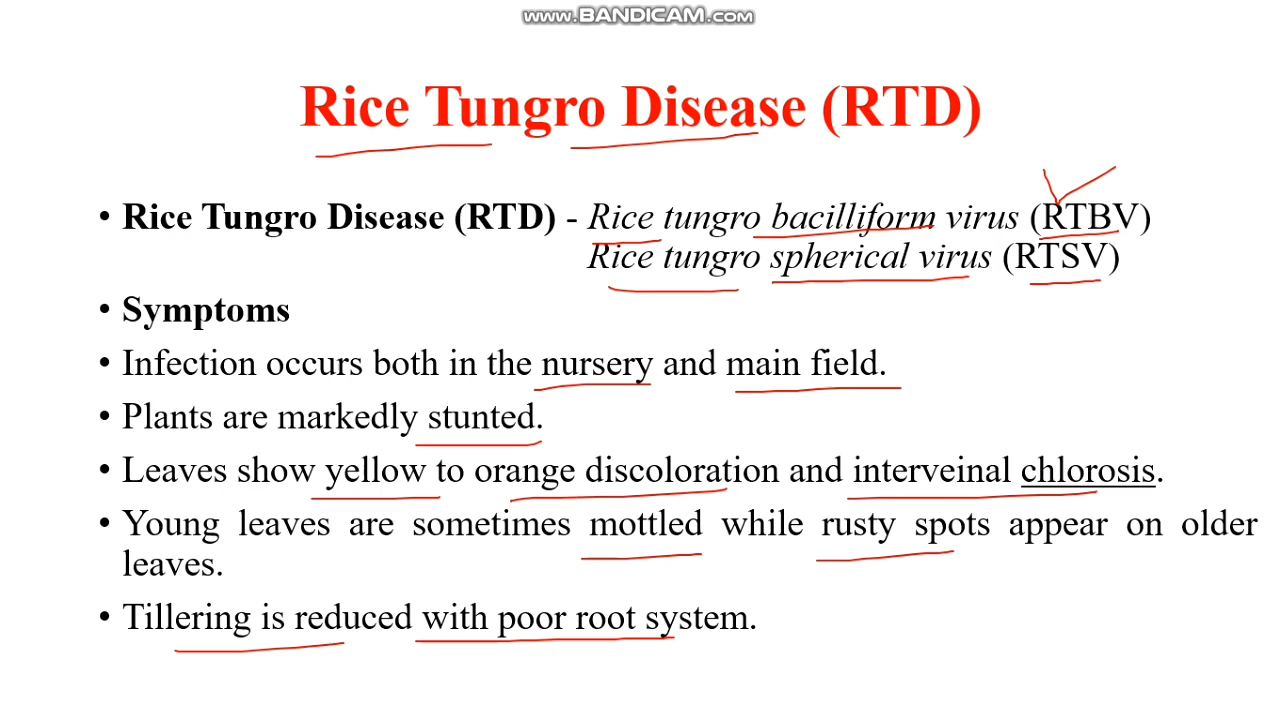 www.BANDICAM.com
Rice Tungro Disease (RTD)
• Rice Tungro Disease (RTD) - Rice tungro bacilliform virus (RTBV)
Rice tungro spherical virus (RTSV)
• Symptoms
• Infection occurs both in the nursery and main field.
• Plants are markedly stunted.
• Leaves show yellow to orange discoloration and interveinal chlorosis.
• Young leaves are sometimes mottled while rusty spots appear on older
leaves.
• Tillering is reduced with poor root system.